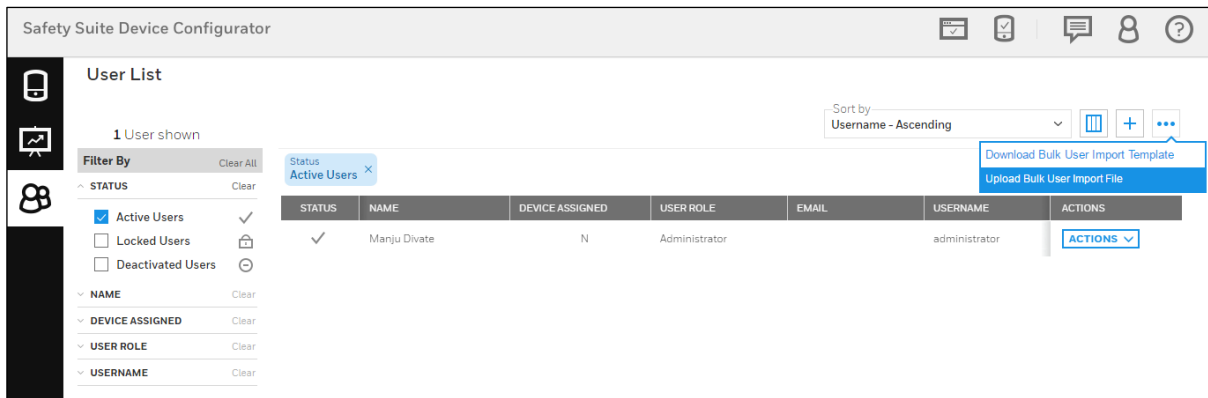 Safety Suite Device Configurator
User List
1 User shown
Sort by
Username - Ascending
Download Bulk User Import Template
Upload Bulk User Import File
Filter By Clear All
STATUS Clear
Active Users
Locked Users
Deactivated Users
NAME Clear
DEVICE ASSIGNED Clear
USER ROLE Clear
USERNAME Clear
Status
Active Users ×
STATUS NAME DEVICE ASSIGNED USER ROLE EMAIL USERNAME ACTIONS
Manju Divate N Administrator administrator ACTIONS